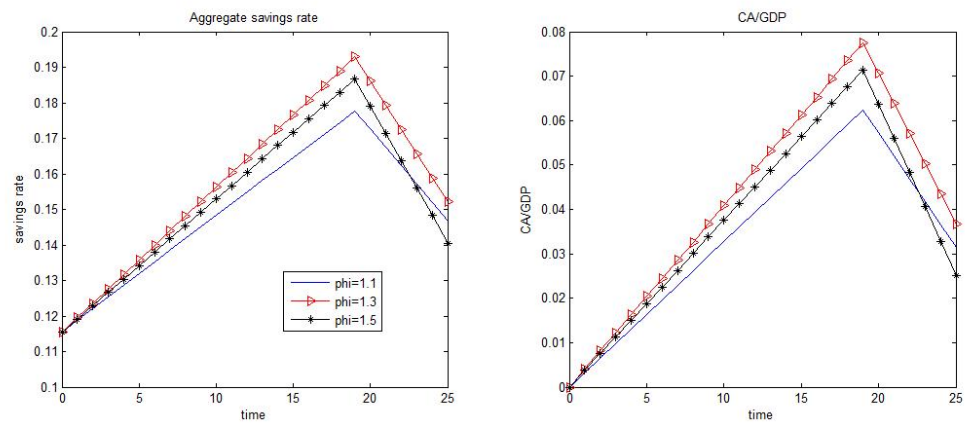 Aggregate savings rate
0.2
0.19
0.18
0.17
0.16
0.15
0.14
0.13
0.12
0.11
0.1
savings rate
0 5 10 15 20 25
time
phi=1.1
phi=1.3
phi=1.5
CA/GDP
0.08
0.07
0.06
0.05
0.04
0.03
0.02
0.01
0
CA/GDP
0 5 10 15 20 25
time